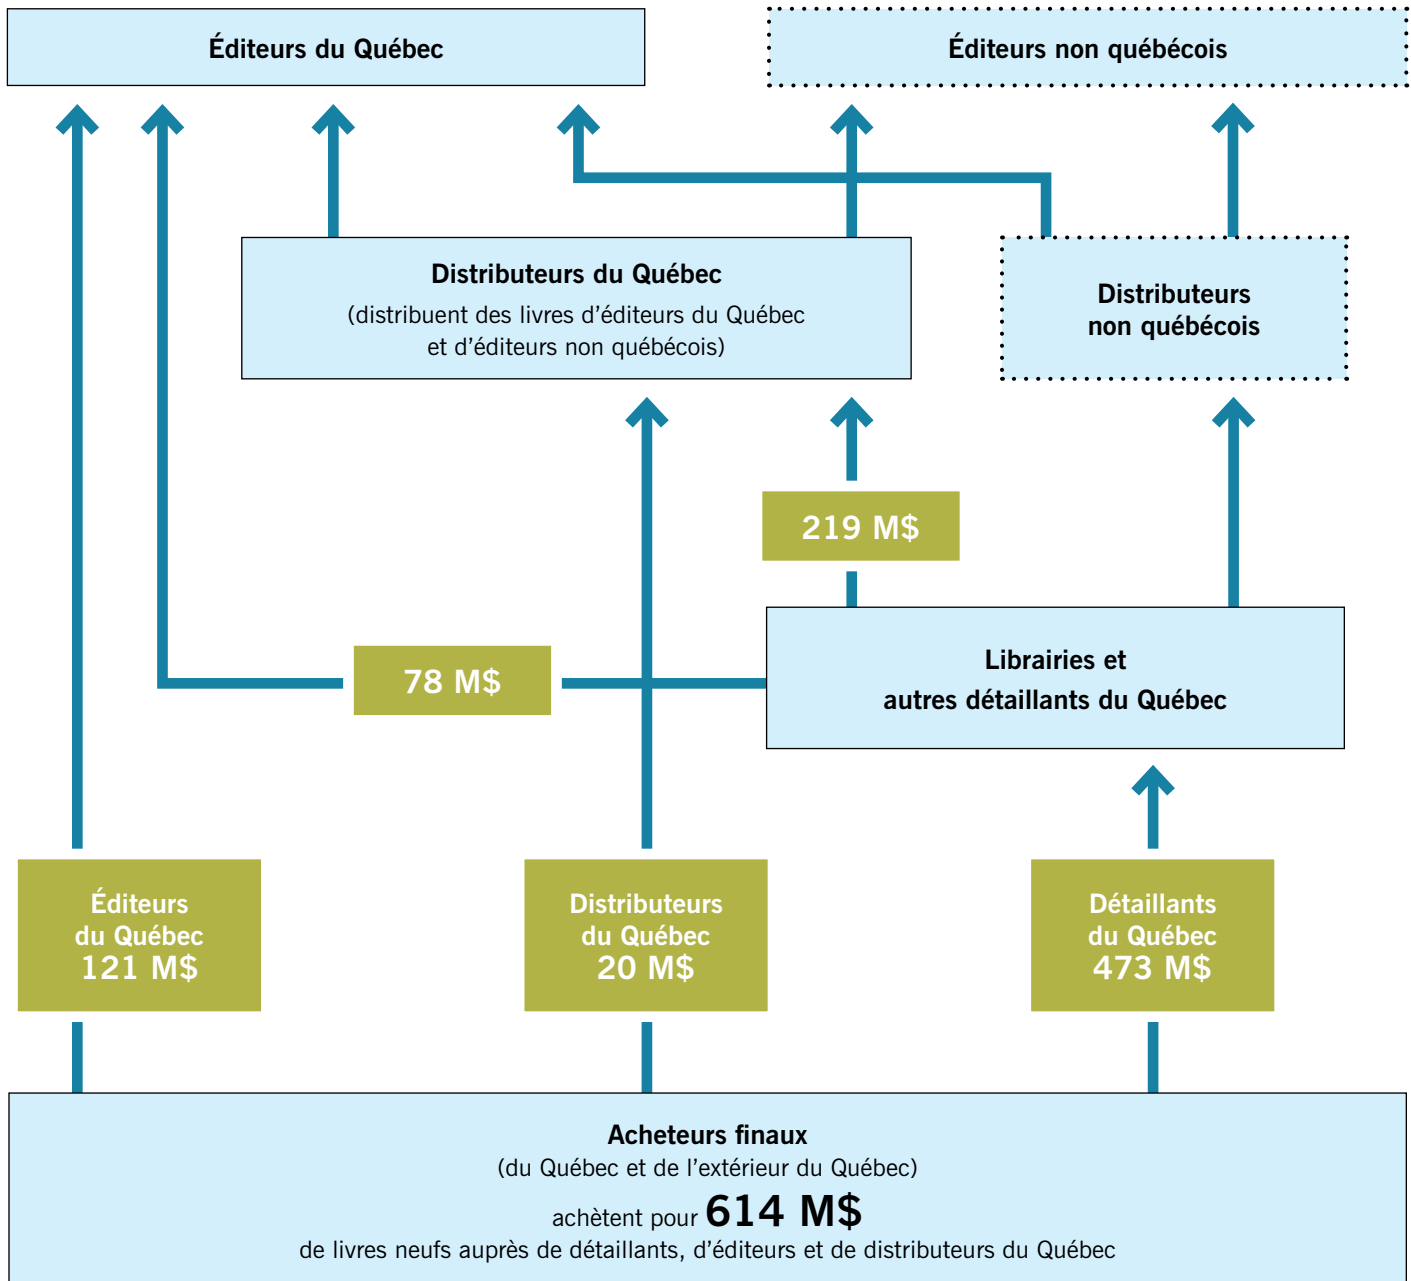 Éditeurs du Québec
Éditeurs non québécois
Distributeurs du Québec
(distribuent des livres d’éditeurs du Québec
et d’éditeurs non québécois)
Distributeurs
non québécois
219 M$
78 M$
Librairies et
autres détaillants du Québec
Éditeurs
du Québec
121 M$
Distributeurs
du Québec
20 M$
Détaillants
du Québec
473 M$
Acheteurs finaux
(du Québec et de l’extérieur du Québec)
achètent pour 614 M$
de livres neufs auprès de détaillants, d’éditeurs et de distributeurs du Québec